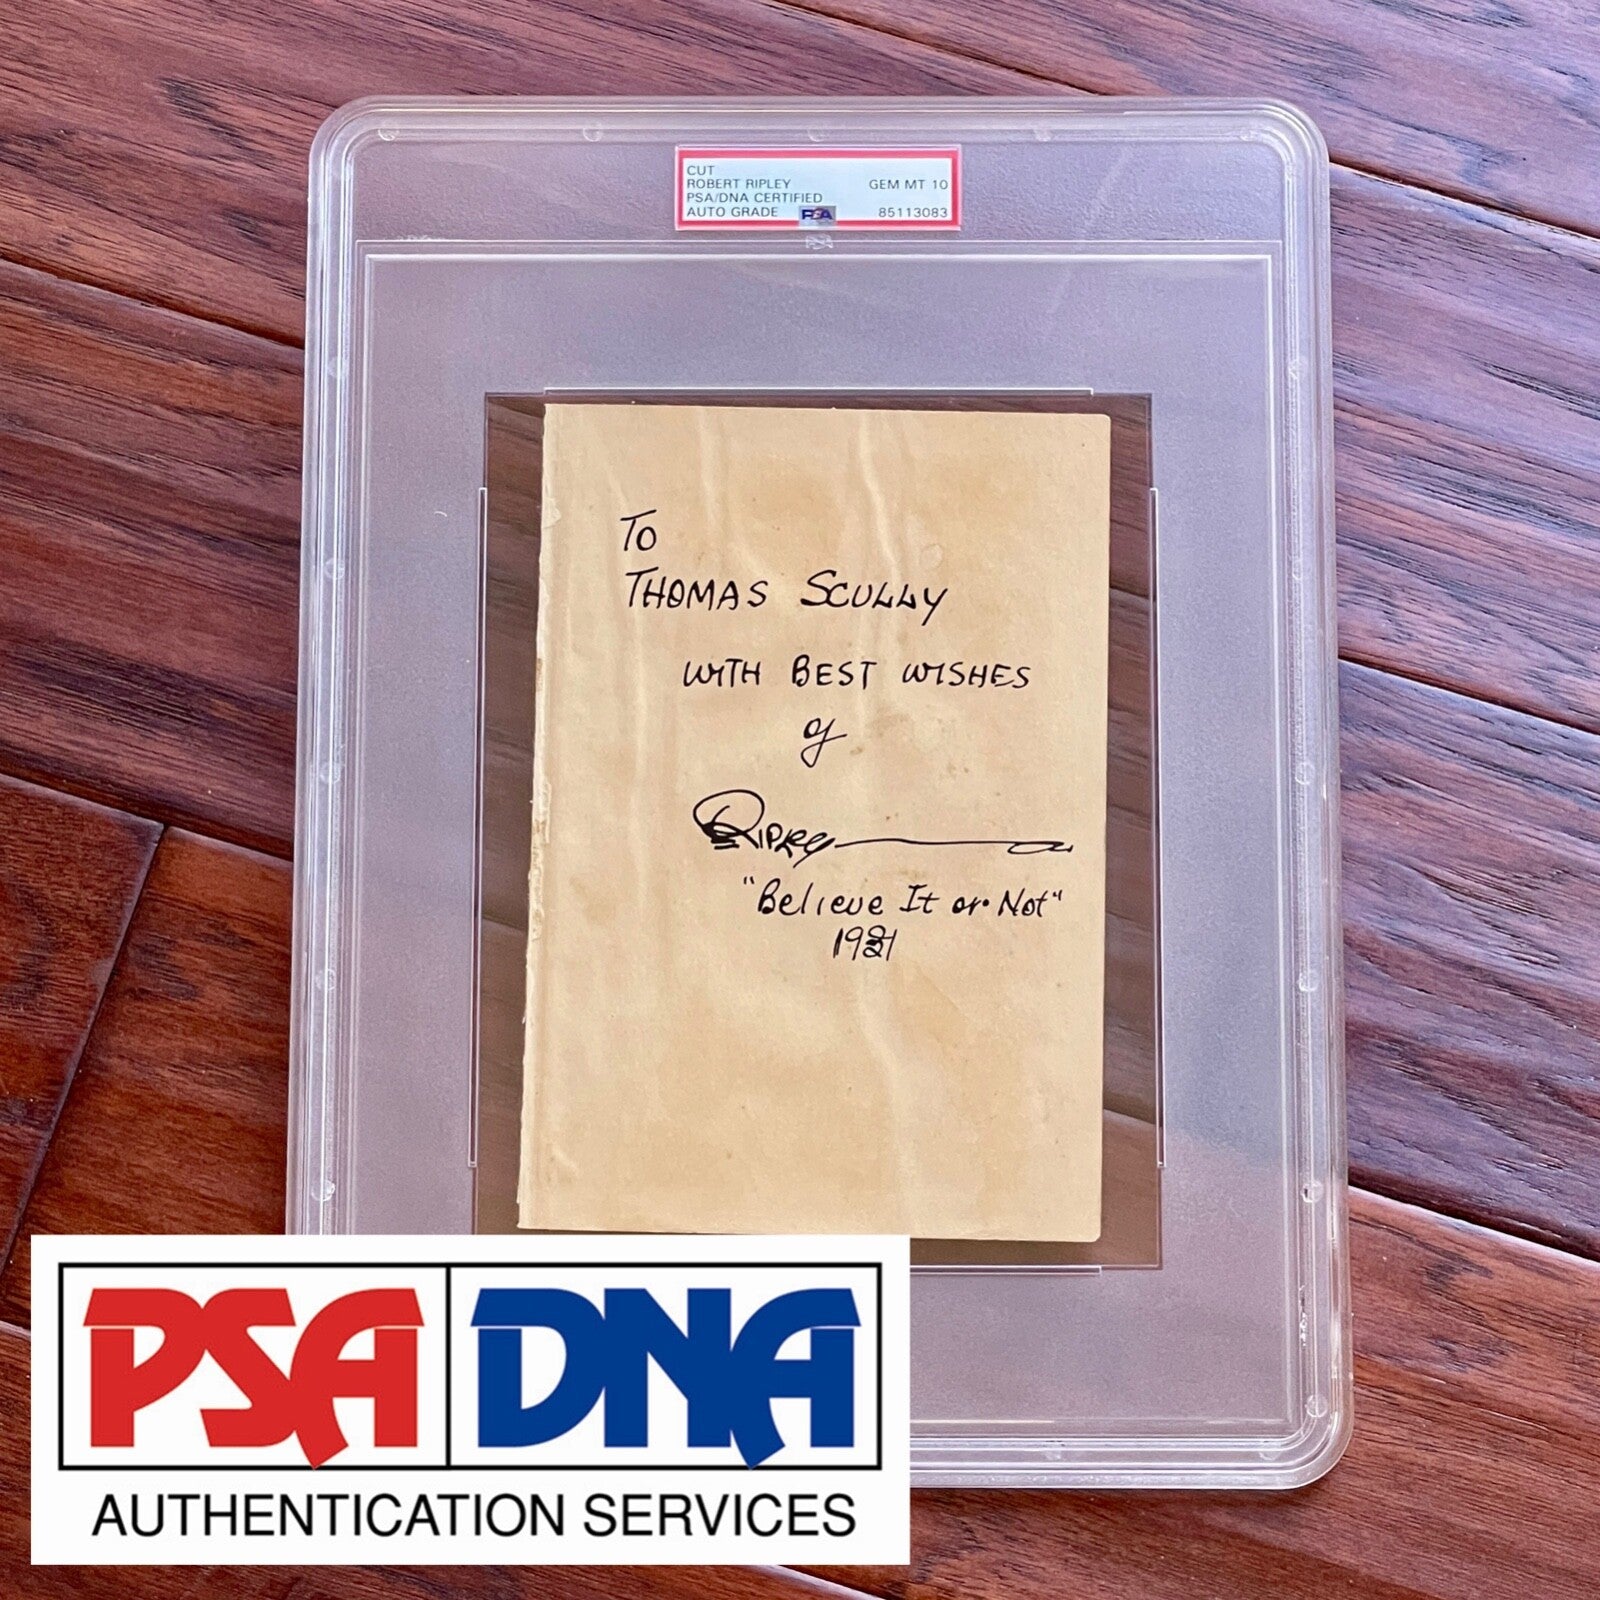 CUT
ROBERT RIPLEY GEM MT 10
PSA/DNA CERTIFIED
AUTO GRADE PSA 85113083
To
THOMAS SCULLY
WITH BEST WISHES
of
Ripley
"Believe It or Not"
PSA DNA
AUTHENTICATION SERVICES